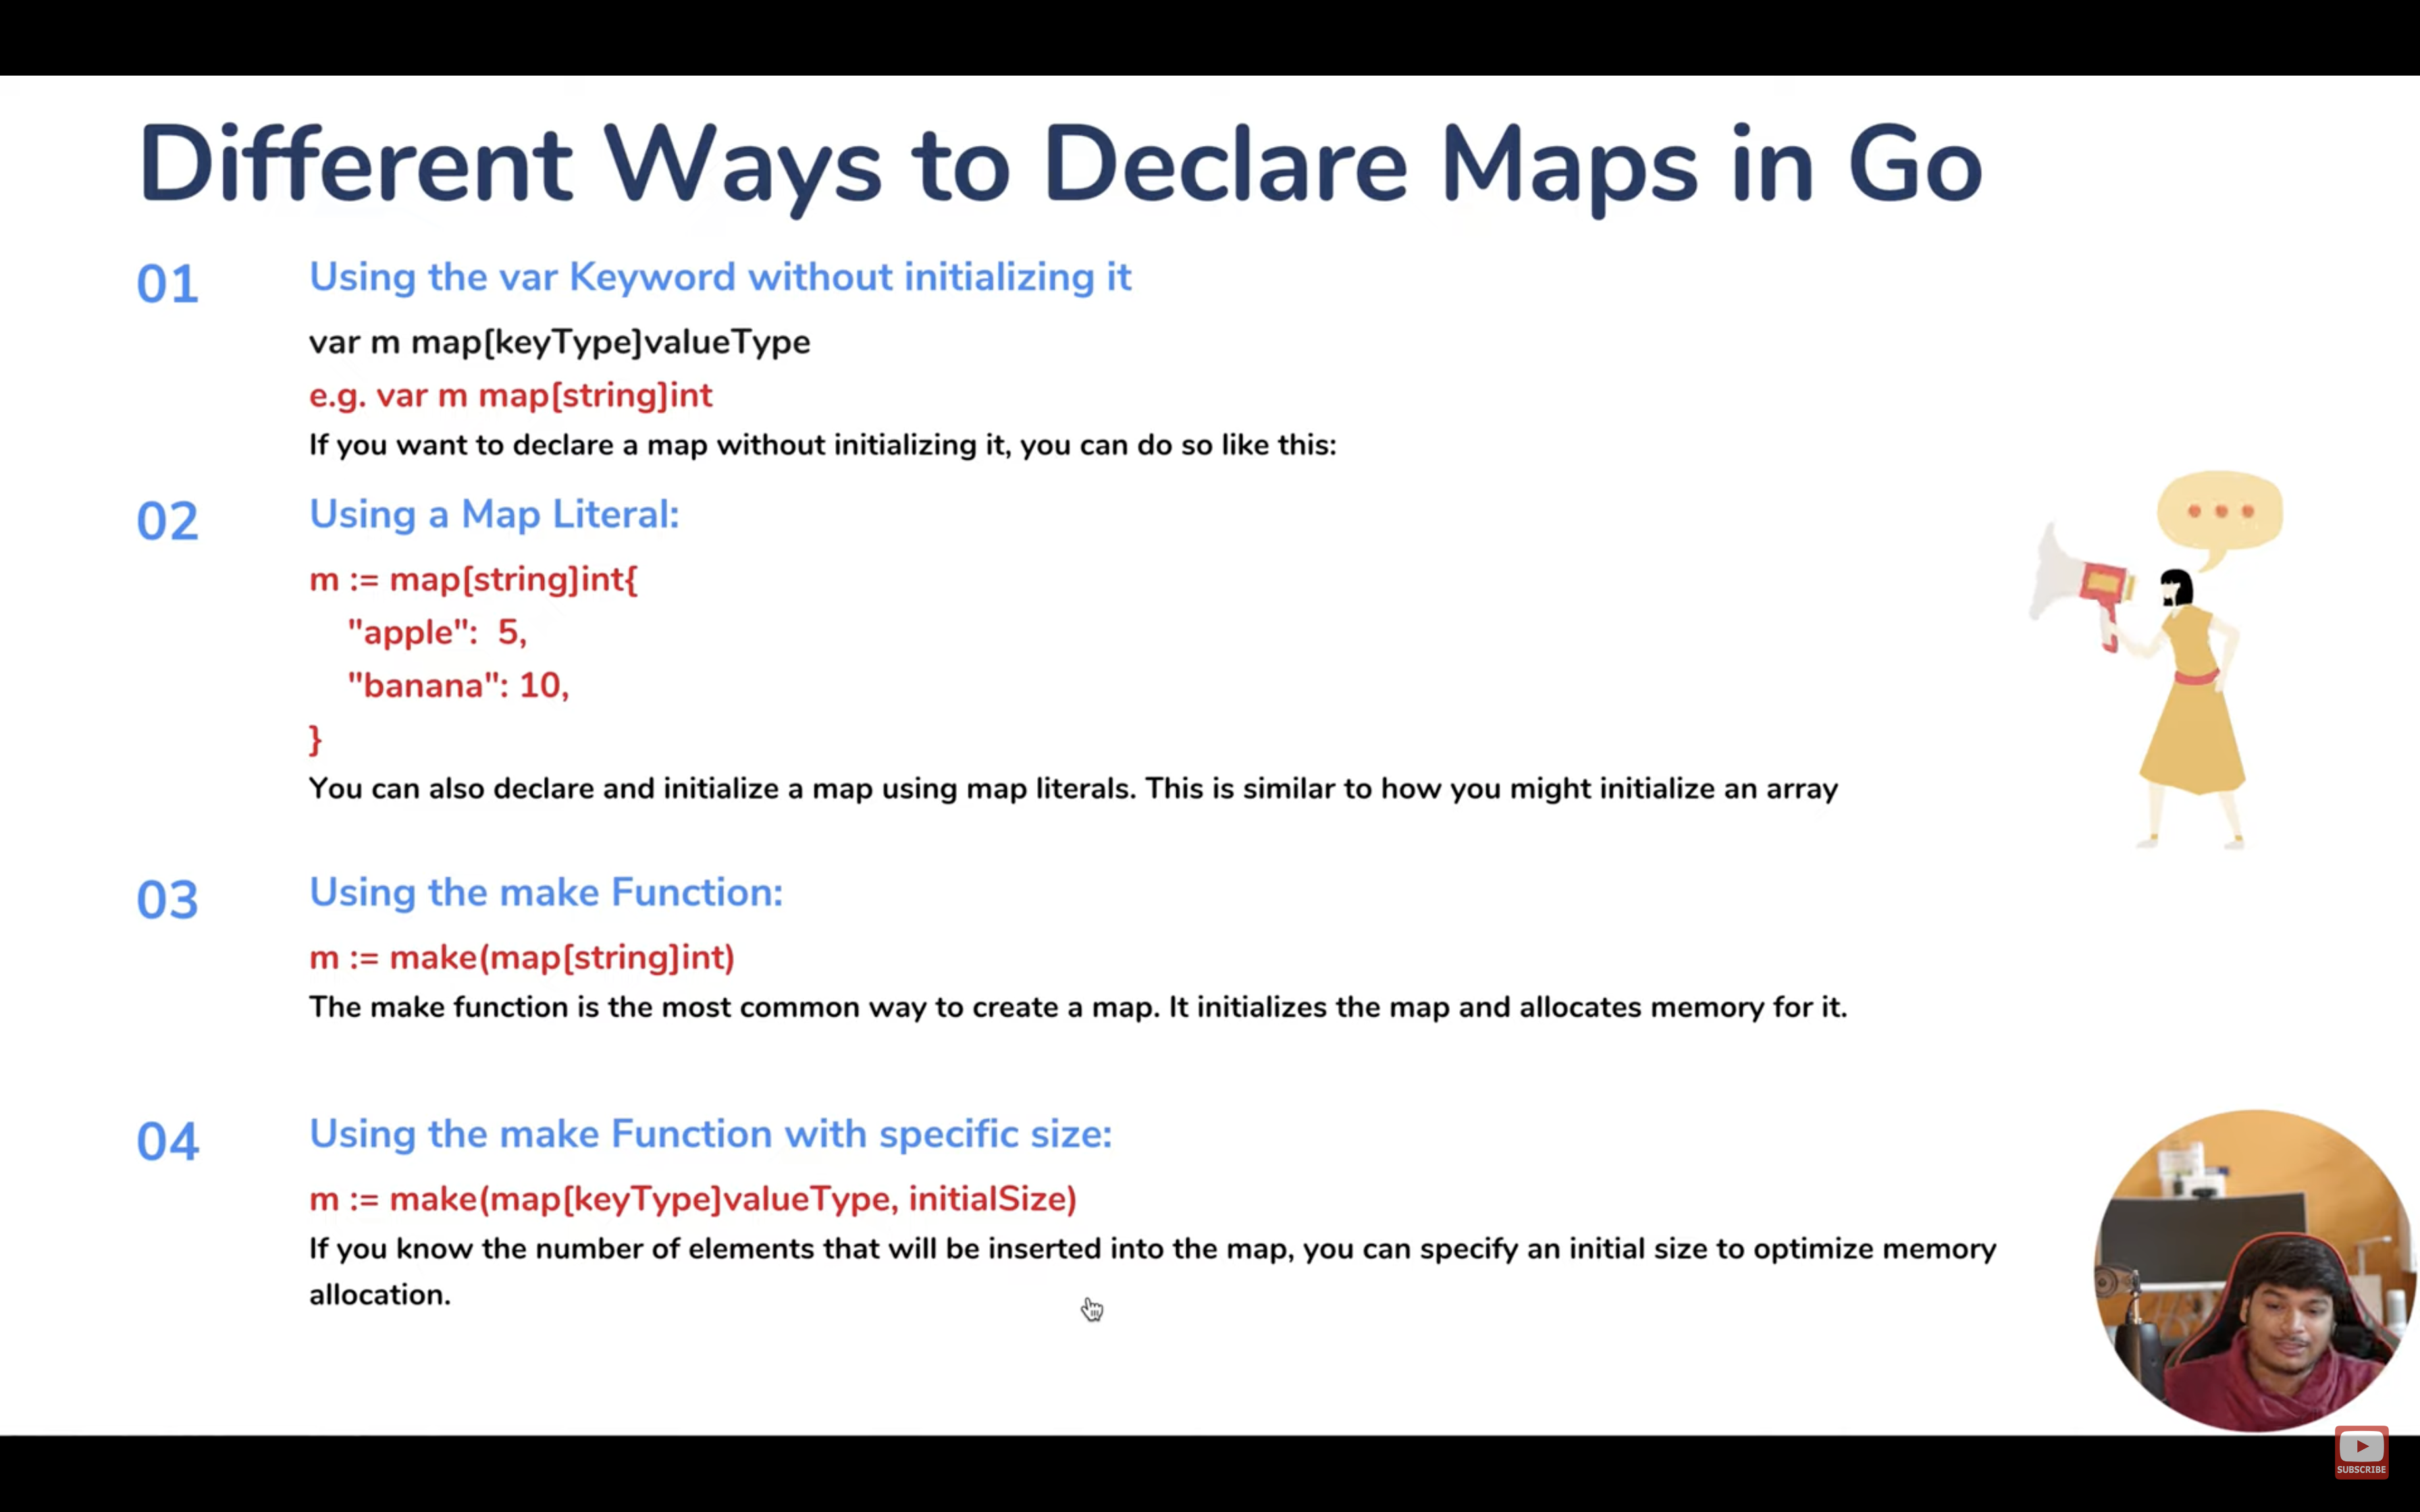 Different Ways to Declare Maps in Go
01
Using the var Keyword without initializing it
var m map[keyType]valueType
e.g. var m map[string]int
If you want to declare a map without initializing it, you can do so like this:
02
Using a Map Literal:
m := map[string]int{
"apple":  5,
"banana": 10,
}
You can also declare and initialize a map using map literals. This is similar to how you might initialize an array
03
Using the make Function:
m := make(map[string]int)
The make function is the most common way to create a map. It initializes the map and allocates memory for it.
04
Using the make Function with specific size:
m := make(map[keyType]valueType, initialSize)
If you know the number of elements that will be inserted into the map, you can specify an initial size to optimize memory
allocation.
SUBSCRIBE